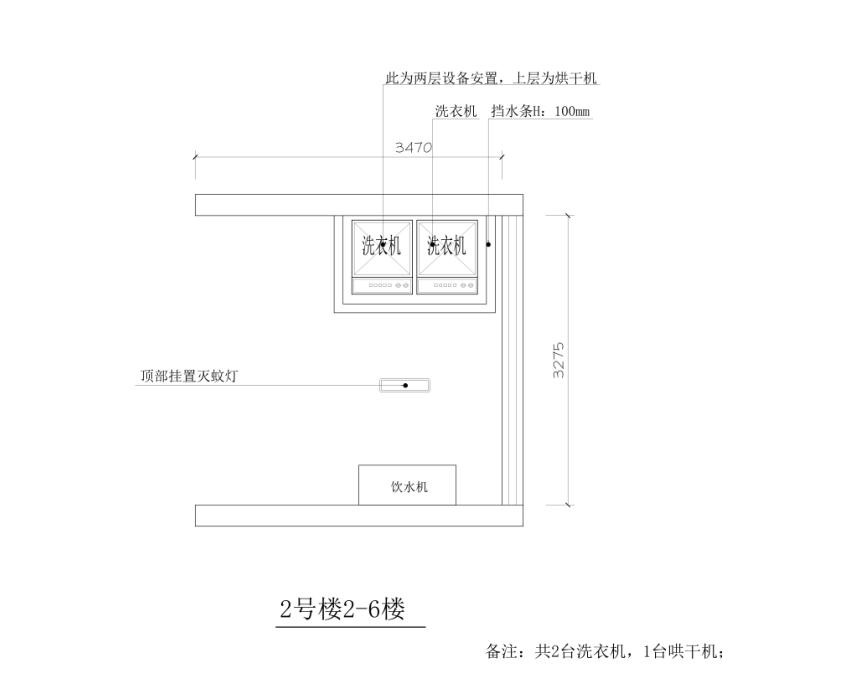 此为两层设备安置，上层为烘干机
洗衣机 挡水条H：100mm
3470
洗衣机 洗衣机
3275
顶部挂置灭蚊灯
饮水机
2号楼2-6楼
备注：共2台洗衣机，1台哄干机；